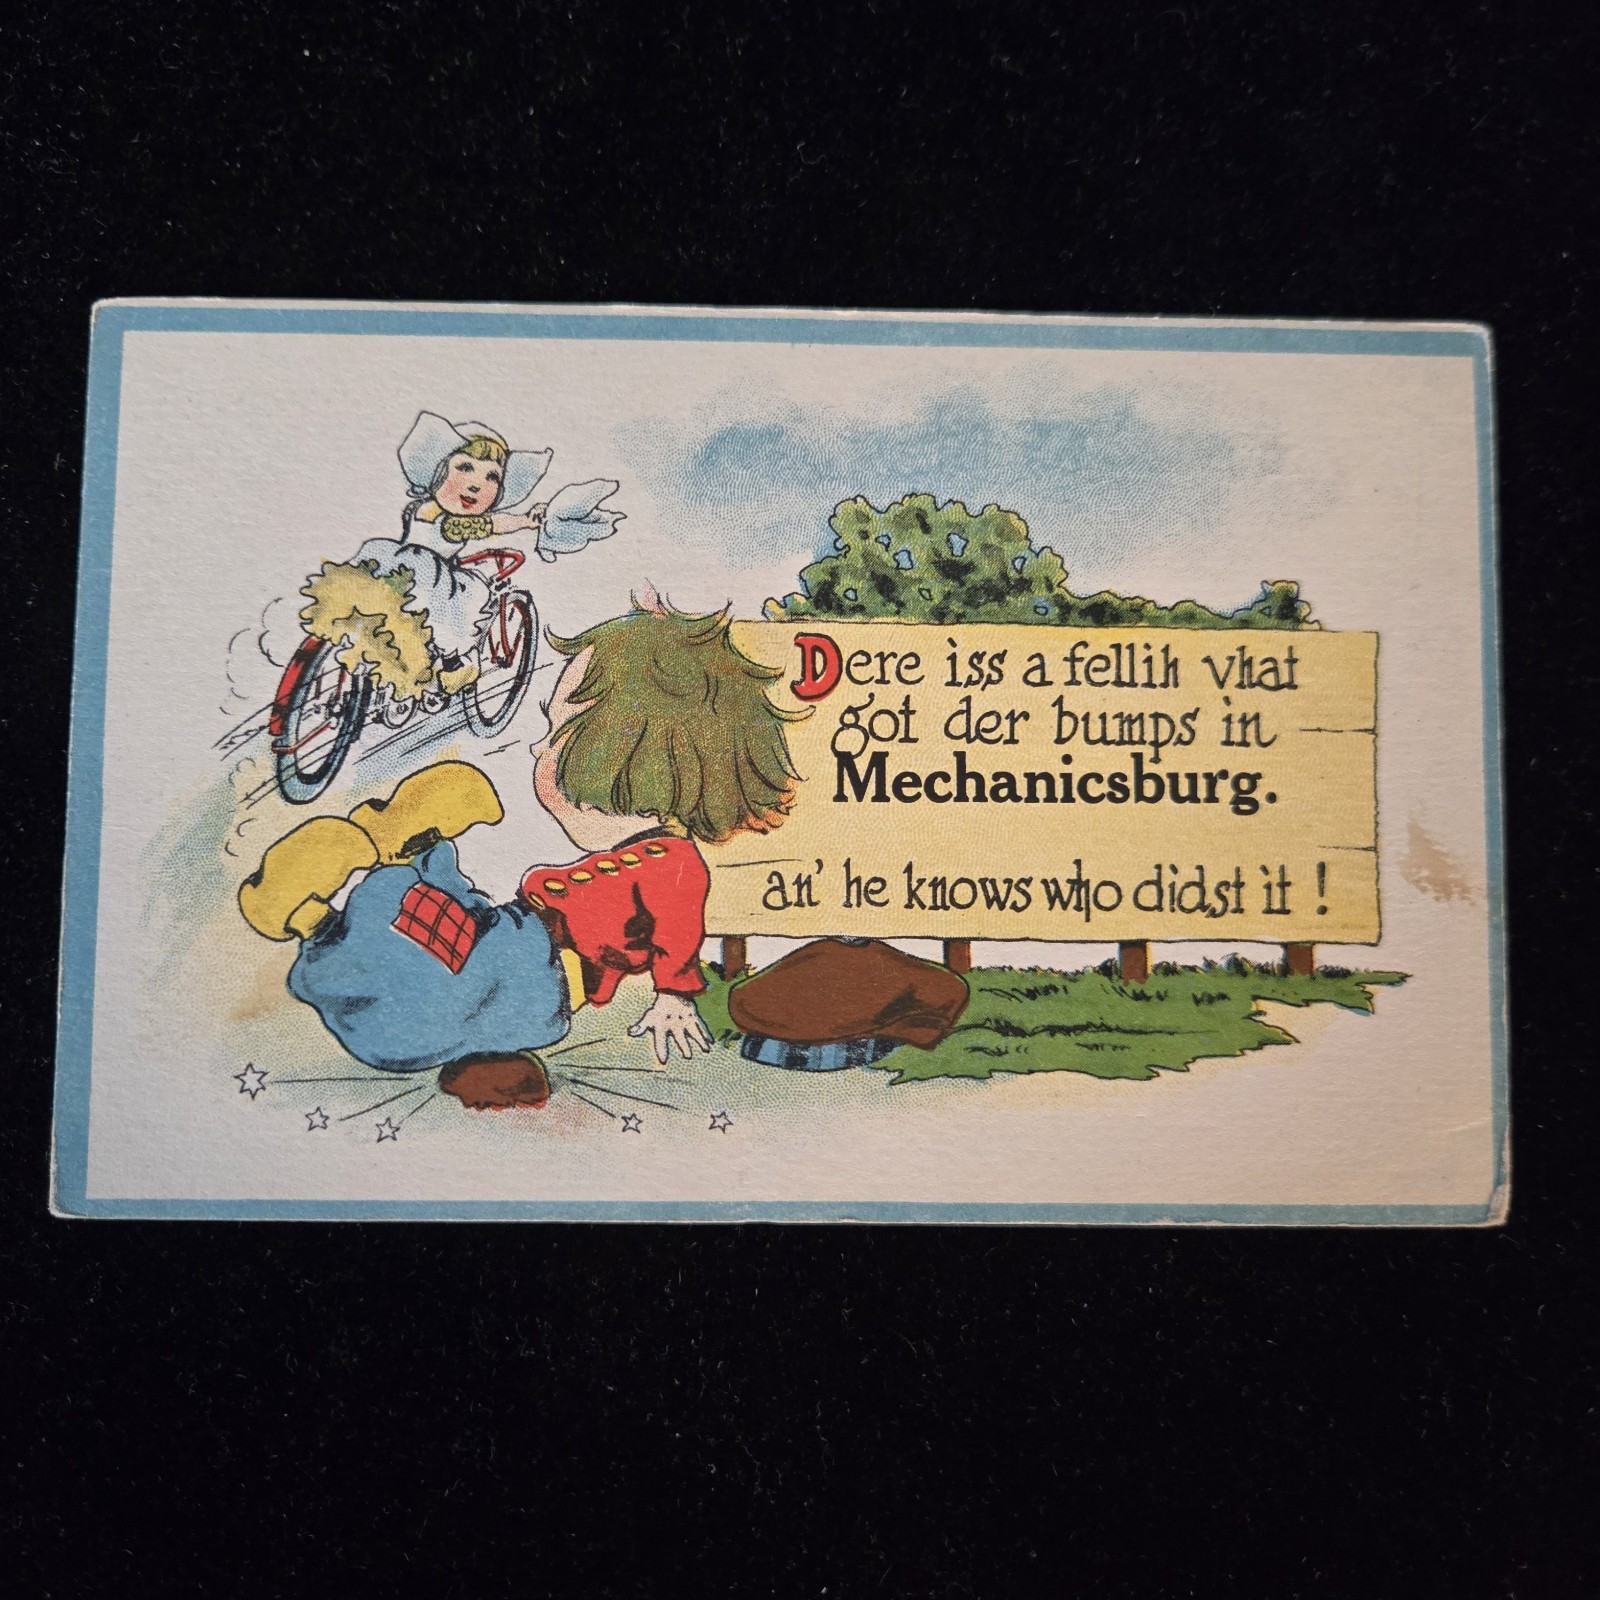 Dere iss a fellih vhat
got der bumps in
Mechanicsburg.
an' he knows who didst it !